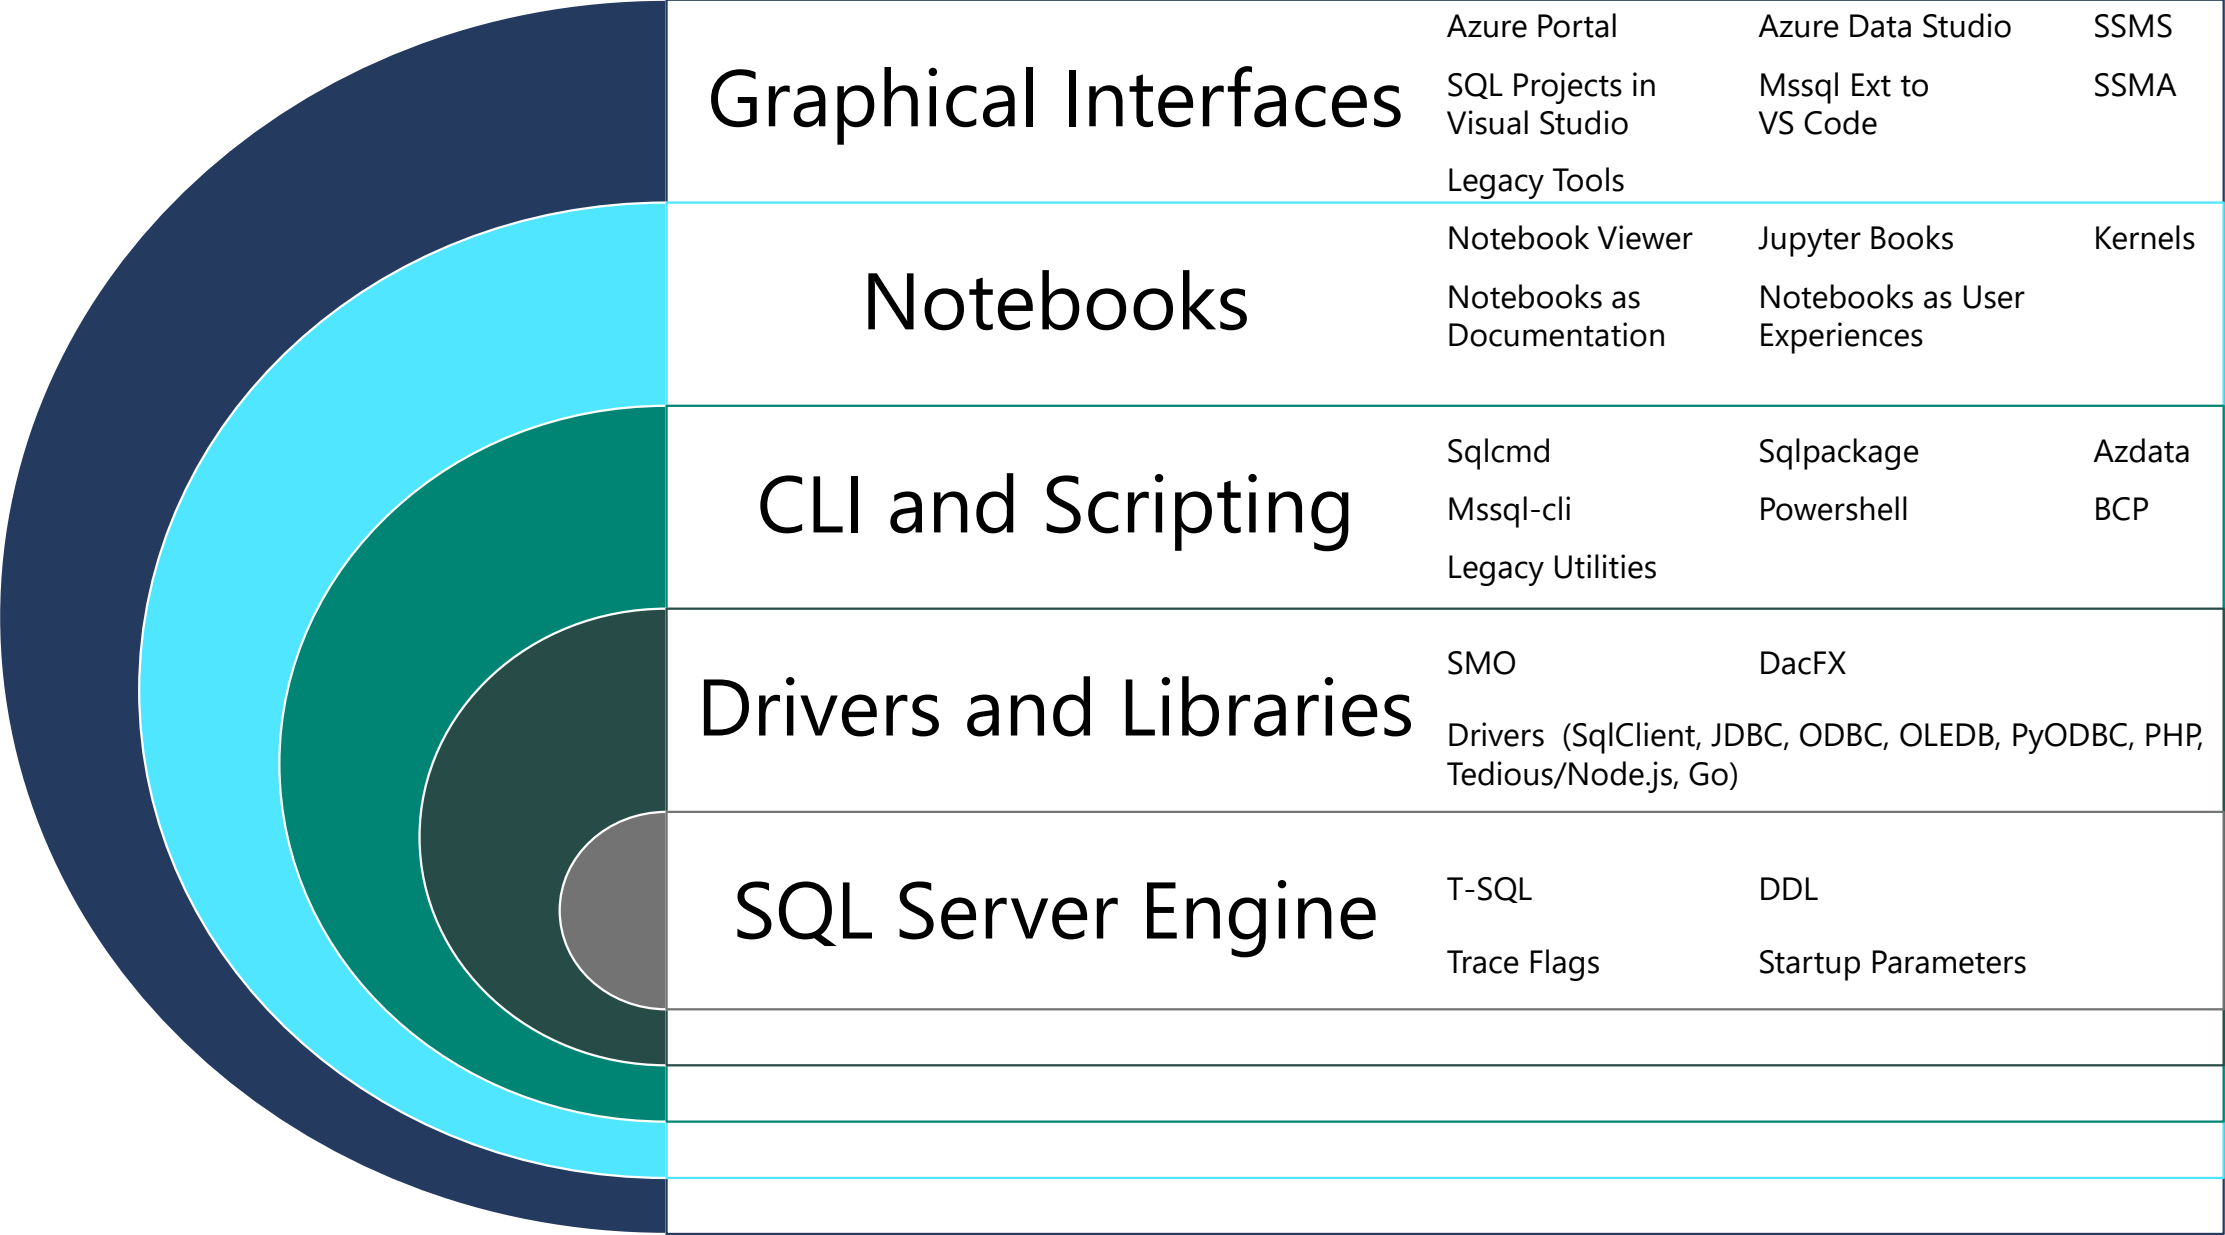 Graphical Interfaces
Azure Portal
Azure Data Studio
SSMS
SQL Projects in
Visual Studio
Mssql Ext to
VS Code
SSMA
Legacy Tools
Notebooks
Notebook Viewer
Jupyter Books
Kernels
Notebooks as
Documentation
Notebooks as User
Experiences
CLI and Scripting
Sqlcmd
Sqlpackage
Azdata
Mssql-cli
Powershell
BCP
Legacy Utilities
Drivers and Libraries
SMO
DacFX
Drivers  (SqlClient, JDBC, ODBC, OLEDB, PyODBC, PHP,
Tedious/Node.js, Go)
SQL Server Engine
T-SQL
DDL
Trace Flags
Startup Parameters